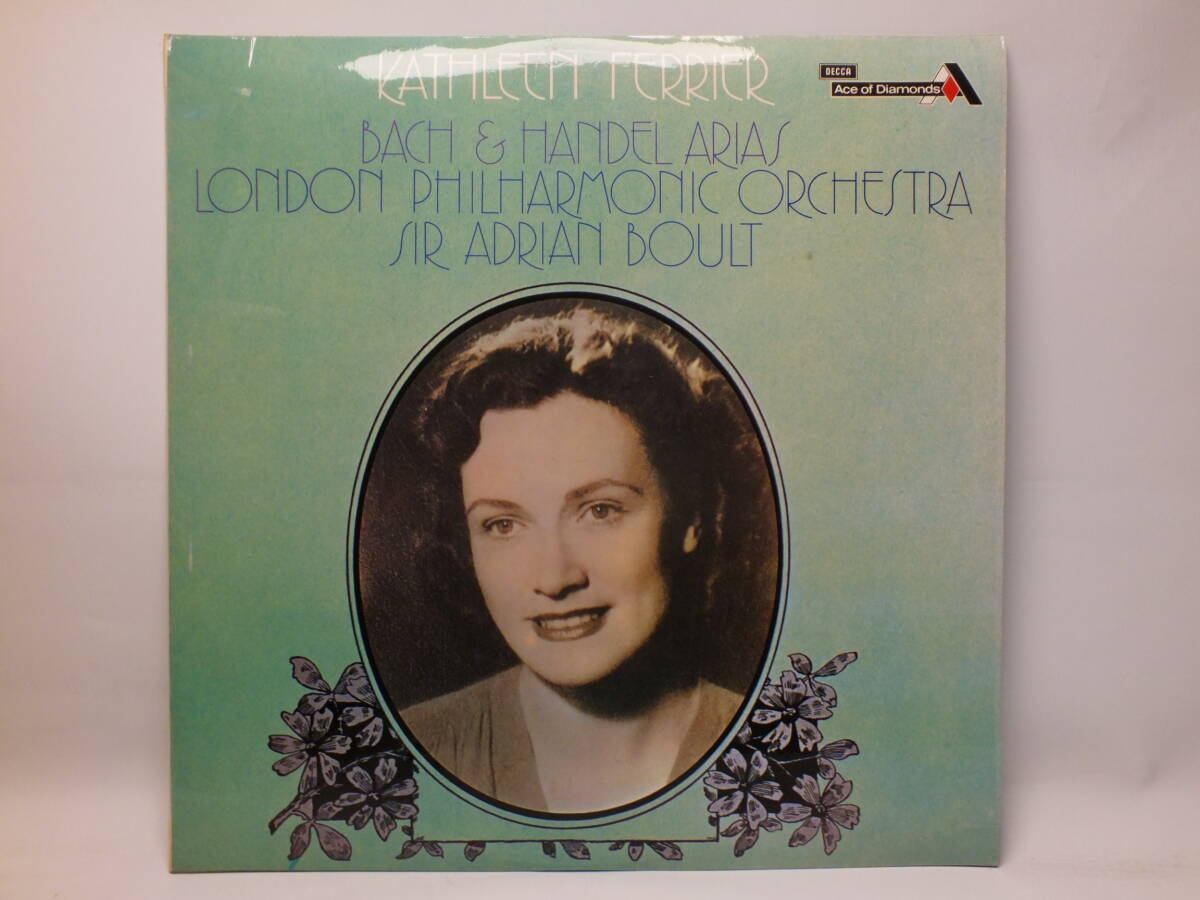 KATHLEEN FERRIER
DECCA
Ace of Diamonds
BACH & HANDEL ARIAS
LONDON PHILHARMONIC ORCHESTRA
SIR ADRIAN BOULT